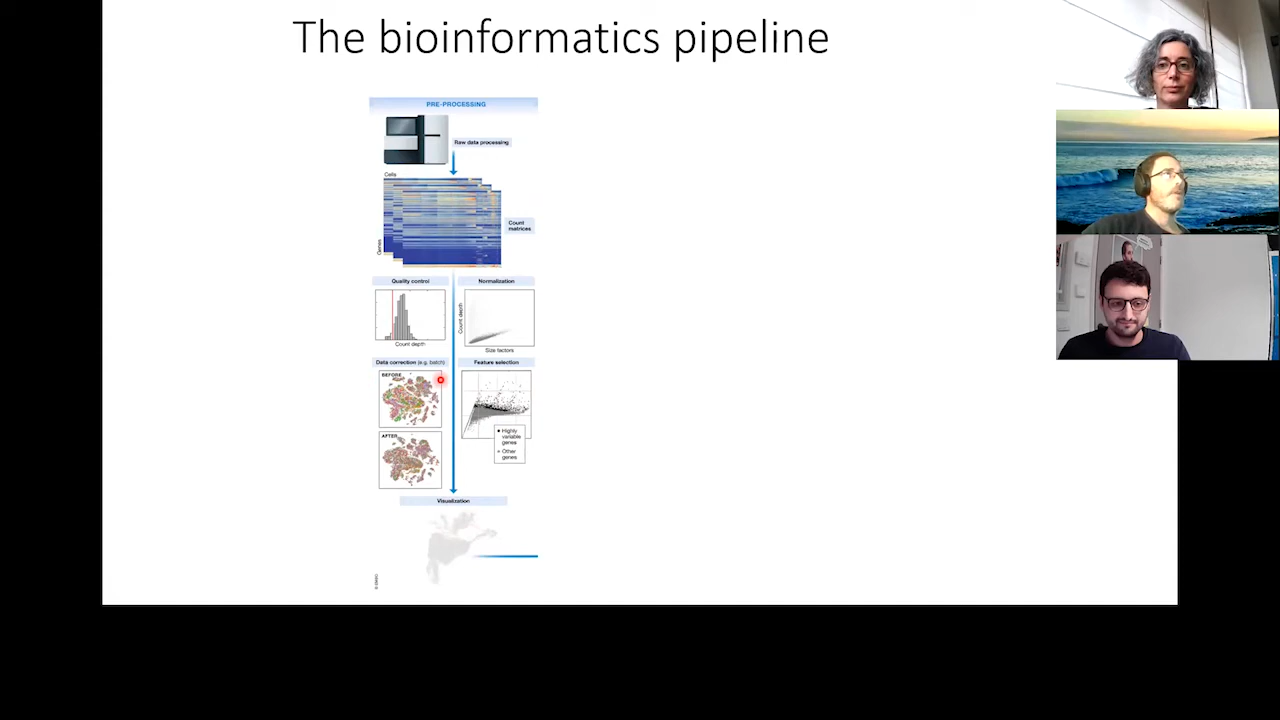 The bioinformatics pipeline
PRE-PROCESSING
Raw data processing
Cells
Genes
Count
matrices
Quality control
Normalization
Count depth
Count depth
Size factors
Data correction (e.g. batch)
Feature selection
BEFORE
AFTER
Highly
variable
genes
Other
genes
Visualization
© EMBO